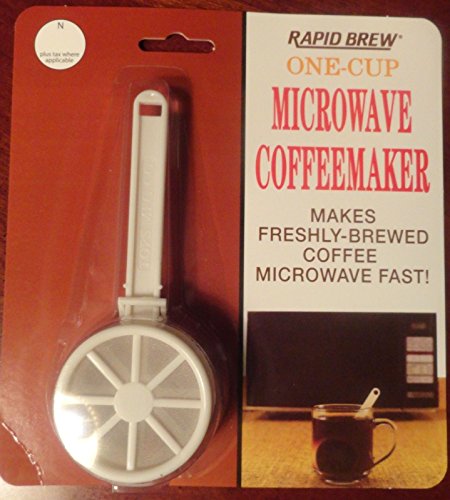 N
plus tax where
applicable
RAPID BREW®
ONE-CUP
MICROWAVE
COFFEEMAKER
MAKES
FRESHLY-BREWED
COFFEE
MICROWAVE FAST!